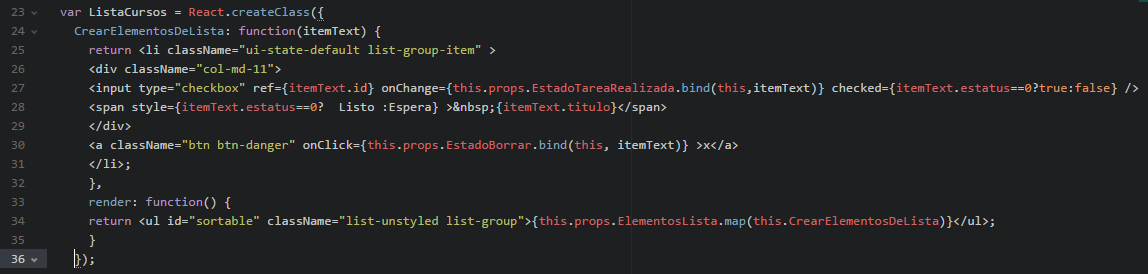 23 var ListaCursos = React.createClass({
24 CrearElementosDeLista: function(itemText) {
25 return <li className="ui-state-default list-group-item" >
26 <div className="col-md-11">
27 <input type="checkbox" ref={itemText.id} onChange={this.props.EstadoTareaRealizada.bind(this,itemText)} checked={itemText.estatus==0?true:false} />
28 <span style={itemText.estatus==0?  Listo :Espera} >&nbsp;{itemText.titulo}</span>
29 </div>
30 <a className="btn btn-danger" onClick={this.props.EstadoBorrar.bind(this, itemText)} >x</a>
31 </li>;
32 },
33 render: function() {
34 return <ul id="sortable" className="list-unstyled list-group">{this.props.ElementosLista.map(this.CrearElementosDeLista)}</ul>;
35 }
36 });